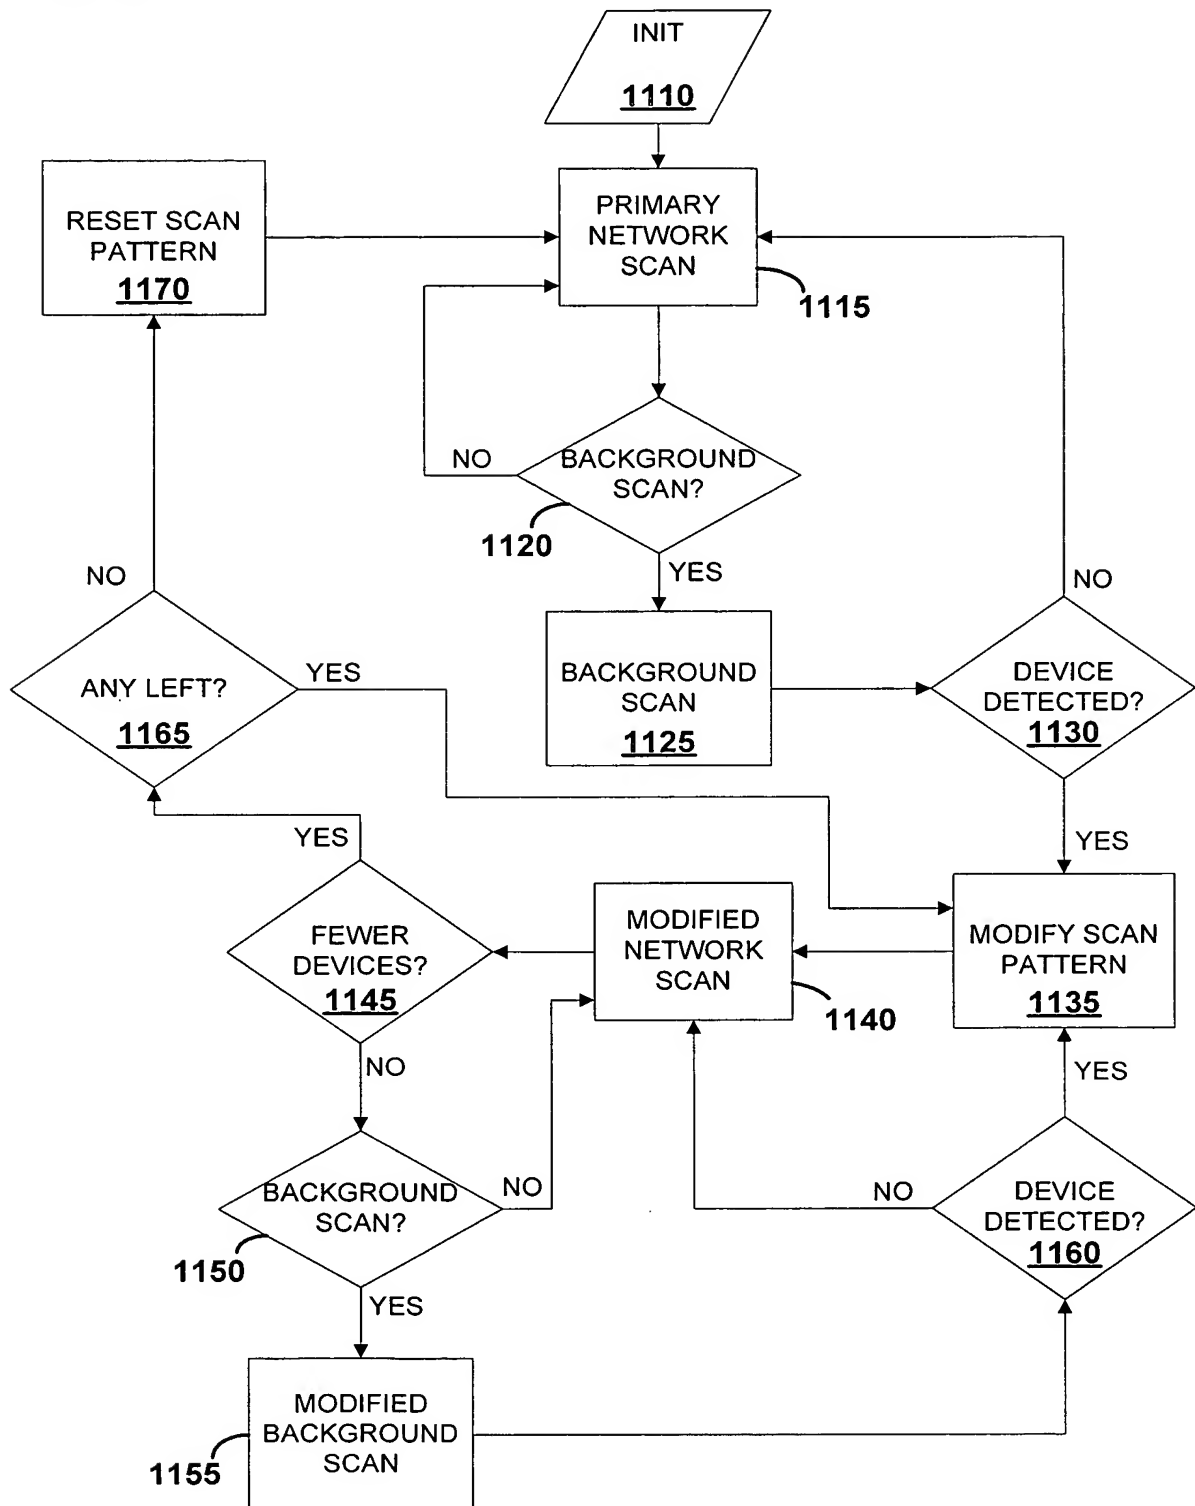 INIT
1110
RESET SCAN
PATTERN
1170
PRIMARY
NETWORK
SCAN
1115
NO
BACKGROUND
SCAN?
1120
YES
NO
NO
ANY LEFT?
1165
YES
BACKGROUND
SCAN
1125
DEVICE
DETECTED?
1130
YES
YES
FEWER
DEVICES?
1145
MODIFIED
NETWORK
SCAN
1140
MODIFY SCAN
PATTERN
1135
NO
YES
BACKGROUND
SCAN?
1150
NO
NO
DEVICE
DETECTED?
1160
YES
MODIFIED
BACKGROUND
SCAN
1155